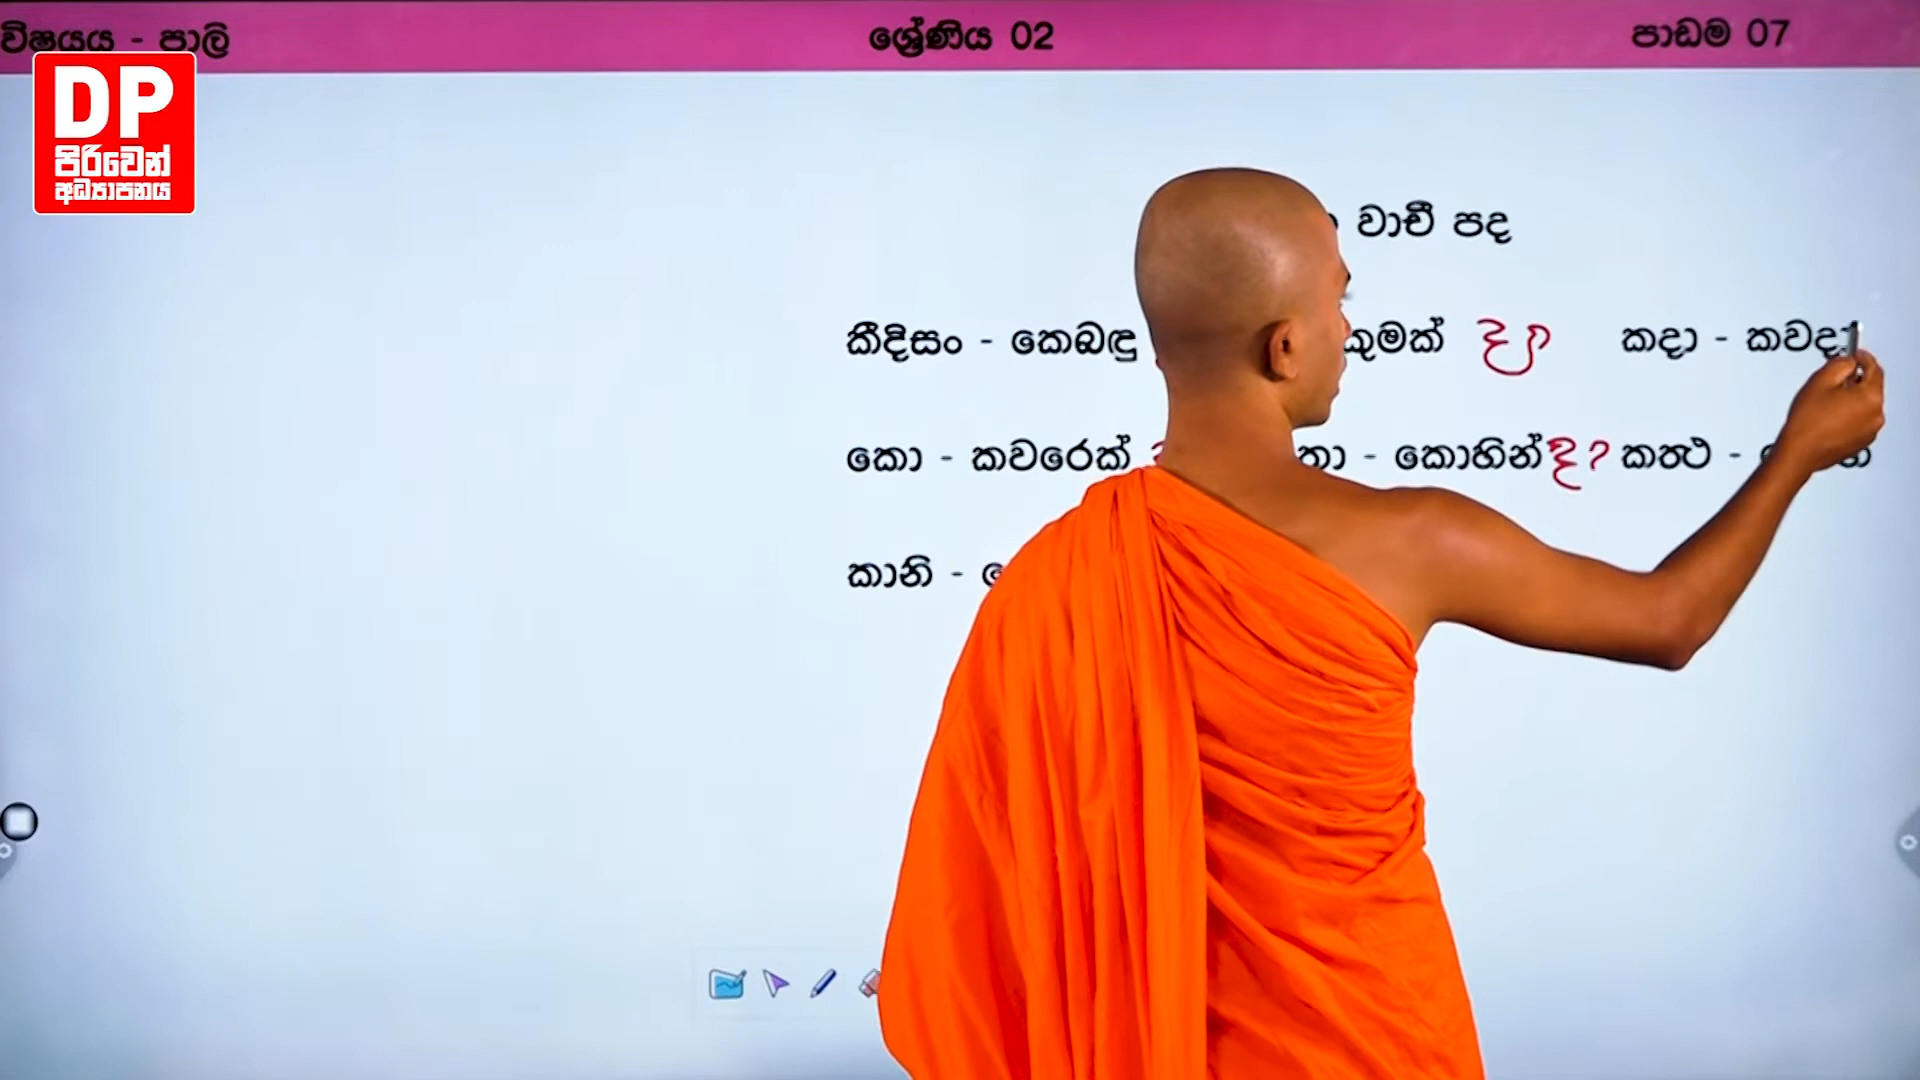 විෂයය - පාලි ශ්‍රේණිය 02 පාඩම 07
DP
පිරිවෙන්
අධ්‍යාපනය
වාචී පද
කීදිසං - කෙබඳු කුමක් ද? කදා - කවදා
කො - කවරෙක් - කොහින් ද? කත්‍ථ -
කානි -